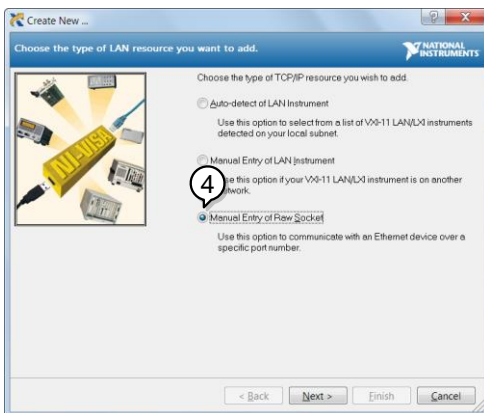 Create New ...
Choose the type of LAN resource you want to add.
NATIONAL
INSTRUMENTS
Choose the type of TCP/IP resource you wish to add.
Auto-detect of LAN Instrument
Use this option to select from a list of VXI-11 LAN/LXI instruments
detected on your local subnet.
Manual Entry of LAN Instrument
use this option if your VXI-11 LAN/LXI instrument is on another
network.
4
Manual Entry of Raw Socket
Use this option to communicate with an Ethernet device over a
specific port number.
NI-VISA
< Back
Next >
Finish
Cancel